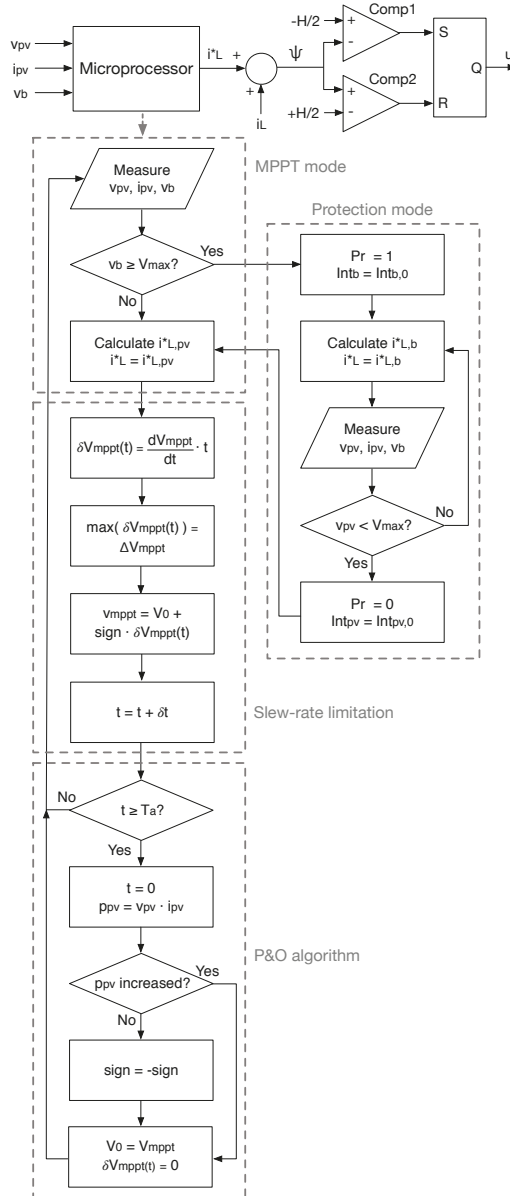 vpv
ipv
vb
Microprocessor
i*L
+
+
iL
ψ
-H/2
+
-
Comp1
+H/2
+
-
Comp2
S
R
Q
u
MPPT mode
Measure
vpv, ipv, vb
vb ≥ Vmax?
Yes
No
Calculate i*L,pv
i*L = i*L,pv
Protection mode
Pr = 1
Intb = Intb,0
Calculate i*L,b
i*L = i*L,b
Measure
vpv, ipv, vb
vpv < Vmax?
No
Yes
Pr = 0
Intpv = Intpv,0
δVmppt(t) = dVmppt/dt · t
max( δVmppt(t) ) =
ΔVmppt
vmppt = V0 +
sign · δVmppt(t)
t = t + δt
Slew-rate limitation
No
t ≥ Ta?
Yes
t = 0
ppv = vpv · ipv
P&O algorithm
ppv increased?
Yes
No
sign = -sign
V0 = Vmppt
δVmppt(t) = 0